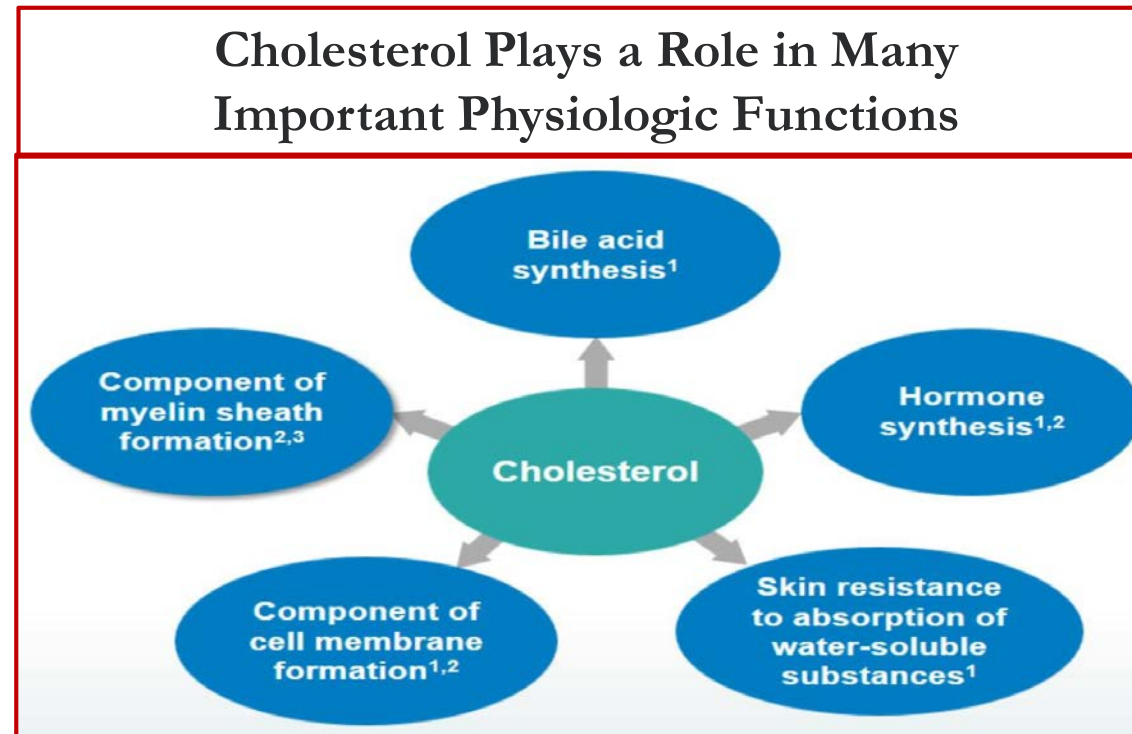 Cholesterol Plays a Role in Many
Important Physiologic Functions
Bile acid
synthesis¹
Component of
myelin sheath
formation²,³
Hormone
synthesis¹,²
Cholesterol
Component of
cell membrane
formation¹,²
Skin resistance
to absorption of
water-soluble
substances¹